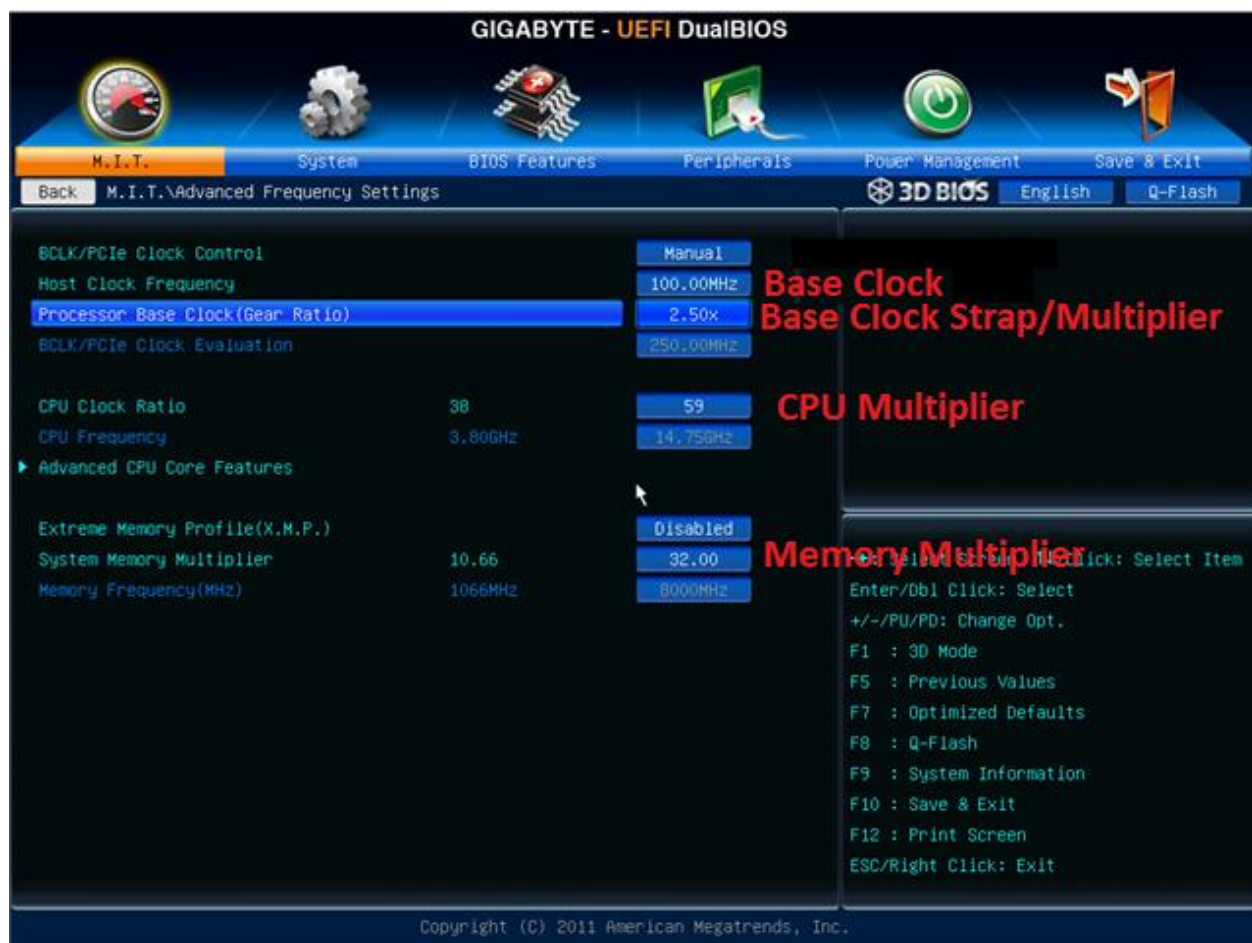 GIGABYTE - UEFI DualBIOS
M.I.T. System BIOS Features Peripherals Power Management Save & Exit
Back M.I.T.\Advanced Frequency Settings 3D BIOS English Q-Flash
BCLK/PCIe Clock Control Manual
Host Clock Frequency 100.00MHz Base Clock
Processor Base Clock(Gear Ratio) 2.50x Base Clock Strap/Multiplier
BCLK/PCIe Clock Evaluation 250.00MHz
CPU Clock Ratio 38 59 CPU Multiplier
CPU Frequency 3.80GHz 14.75GHz
Advanced CPU Core Features
Extreme Memory Profile(X.M.P.) Disabled
System Memory Multiplier 10.66 32.00 Memory Multiplier
Click: Select Item
Memory Frequency(MHz) 1066MHz 8000MHz
Enter/Dbl Click: Select
+/-/PU/PD: Change Opt.
F1 : 3D Mode
F5 : Previous Values
F7 : Optimized Defaults
F8 : Q-Flash
F9 : System Information
F10 : Save & Exit
F12 : Print Screen
ESC/Right Click: Exit
Copyright (C) 2011 American Megatrends, Inc.